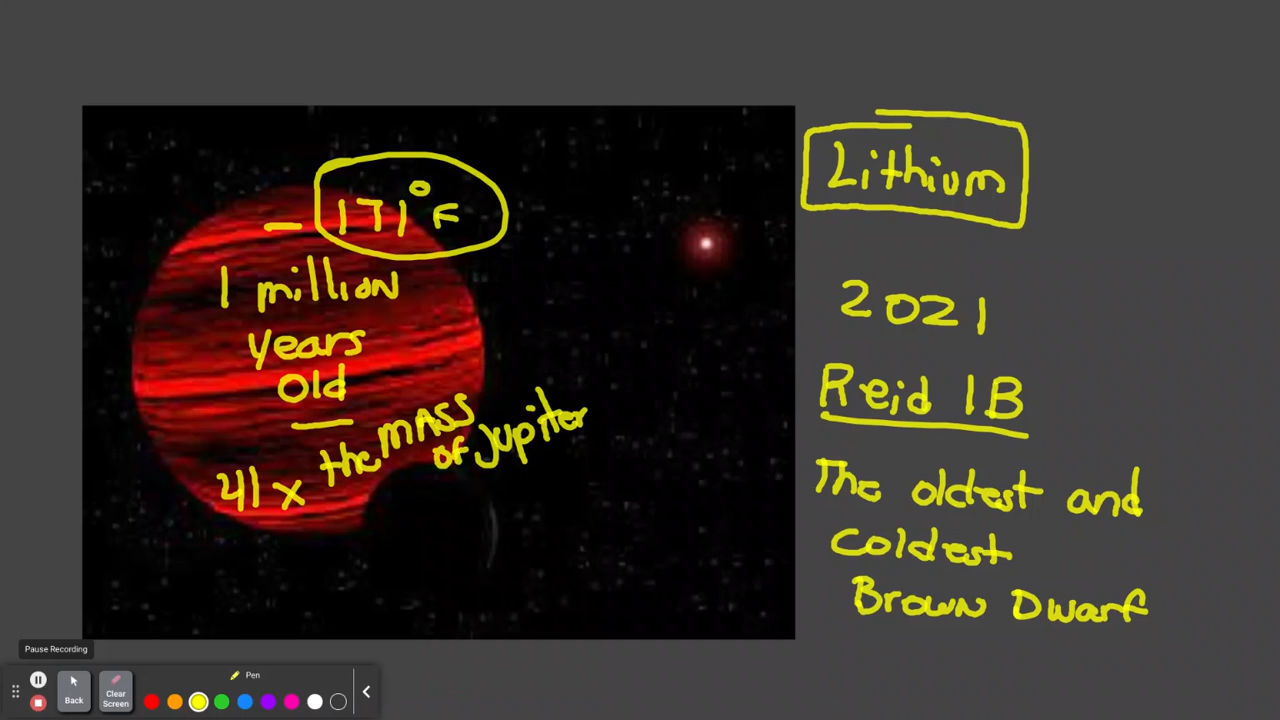 - 171°F
1 million
years
old
41 x the MASS
of Jupiter
Lithium
2021
Reid 1B
The oldest and
Coldest
Brown Dwarf
Pause Recording
Back
Clear
Screen
Pen